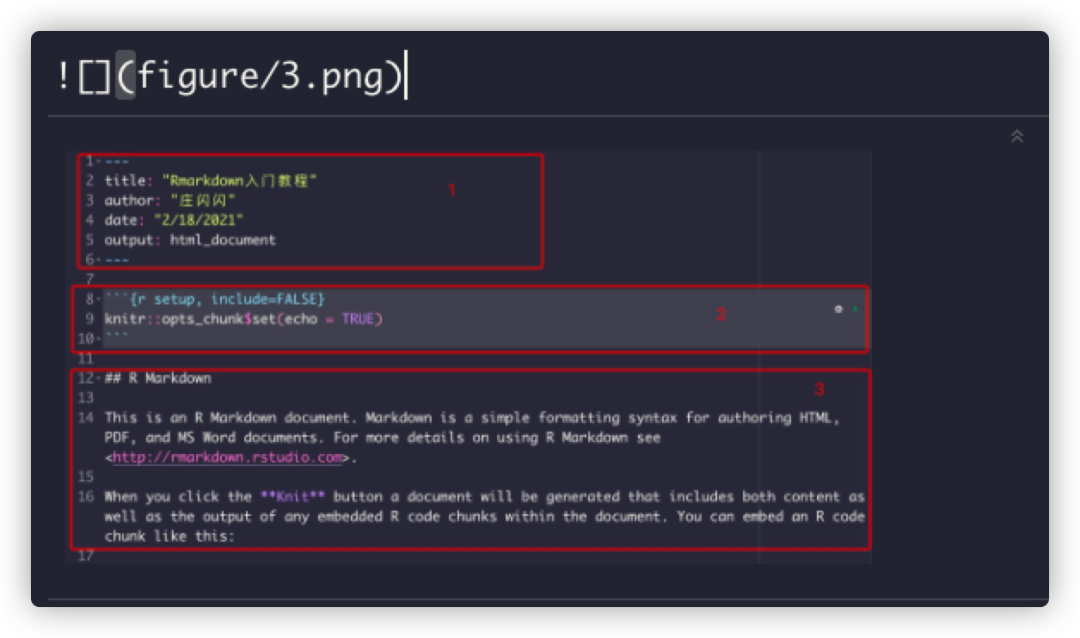 ![](figure/3.png)
1 ---
2 title: "Rmarkdown入门教程"
1
3 author: "庄闪闪"
4 date: "2/18/2021"
5 output: html_document
6 ---
7
8 ```{r setup, include=FALSE}
9 knitr::opts_chunk$set(echo = TRUE)
2
10 ```
11
12 ## R Markdown
3
13
14 This is an R Markdown document. Markdown is a simple formatting syntax for authoring HTML,
PDF, and MS Word documents. For more details on using R Markdown see
<http://rmarkdown.rstudio.com>.
15
16 When you click the **Knit** button a document will be generated that includes both content as
well as the output of any embedded R code chunks within the document. You can embed an R code
chunk like this:
17